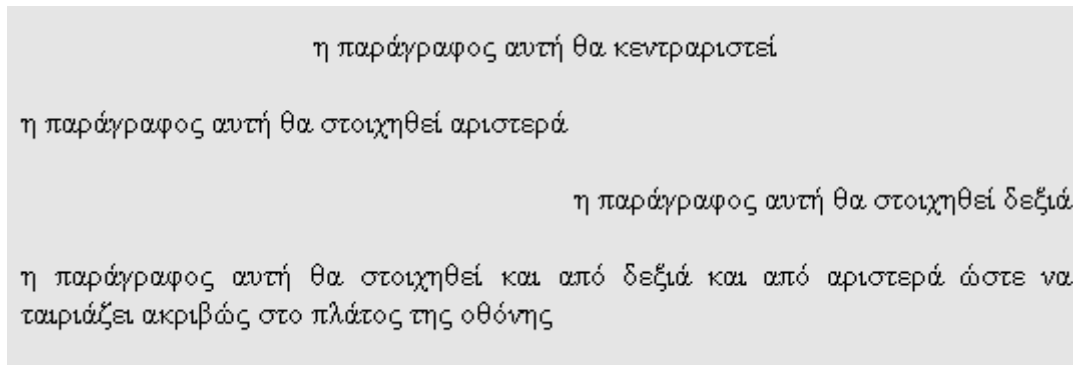 η παράγραφος αυτή θα κεντραριστεί
η παράγραφος αυτή θα στοιχηθεί αριστερά
η παράγραφος αυτή θα στοιχηθεί δεξιά
η παράγραφος αυτή θα στοιχηθεί και από δεξιά και από αριστερά ώστε να
ταιριάζει ακριβώς στο πλάτος της οθόνης